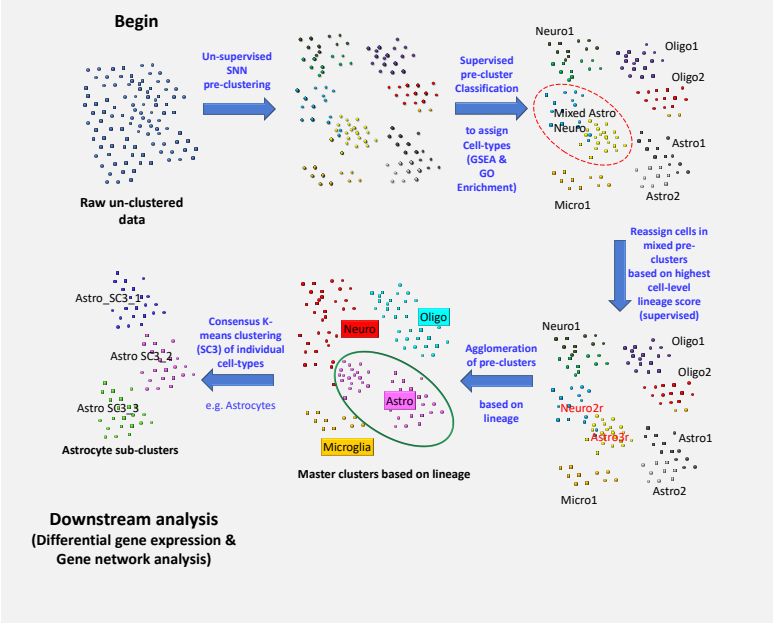 Begin
Un-supervised
SNN
pre-clustering
Raw un-clustered
data
Supervised
pre-cluster
Classification
to assign
Cell-types
(GSEA &
GO
Enrichment)
Neuro1
Oligo1
Oligo2
Mixed Astro
Neuro
Astro1
Astro2
Micro1
Reassign cells in
mixed pre-
clusters
based on highest
cell-level
lineage score
(supervised)
Neuro1
Oligo1
Oligo2
Neuro2r
Astro3r
Astro1
Astro2
Micro1
Agglomeration
of pre-clusters
based on
lineage
Oligo
Neuro
Astro
Microglia
Master clusters based on lineage
Consensus K-
means clustering
(SC3) of individual
cell-types
e.g. Astrocytes
Astro_SC3_1
Astro SC3_2
Astro SC3_3
Astrocyte sub-clusters
Downstream analysis
(Differential gene expression &
Gene network analysis)